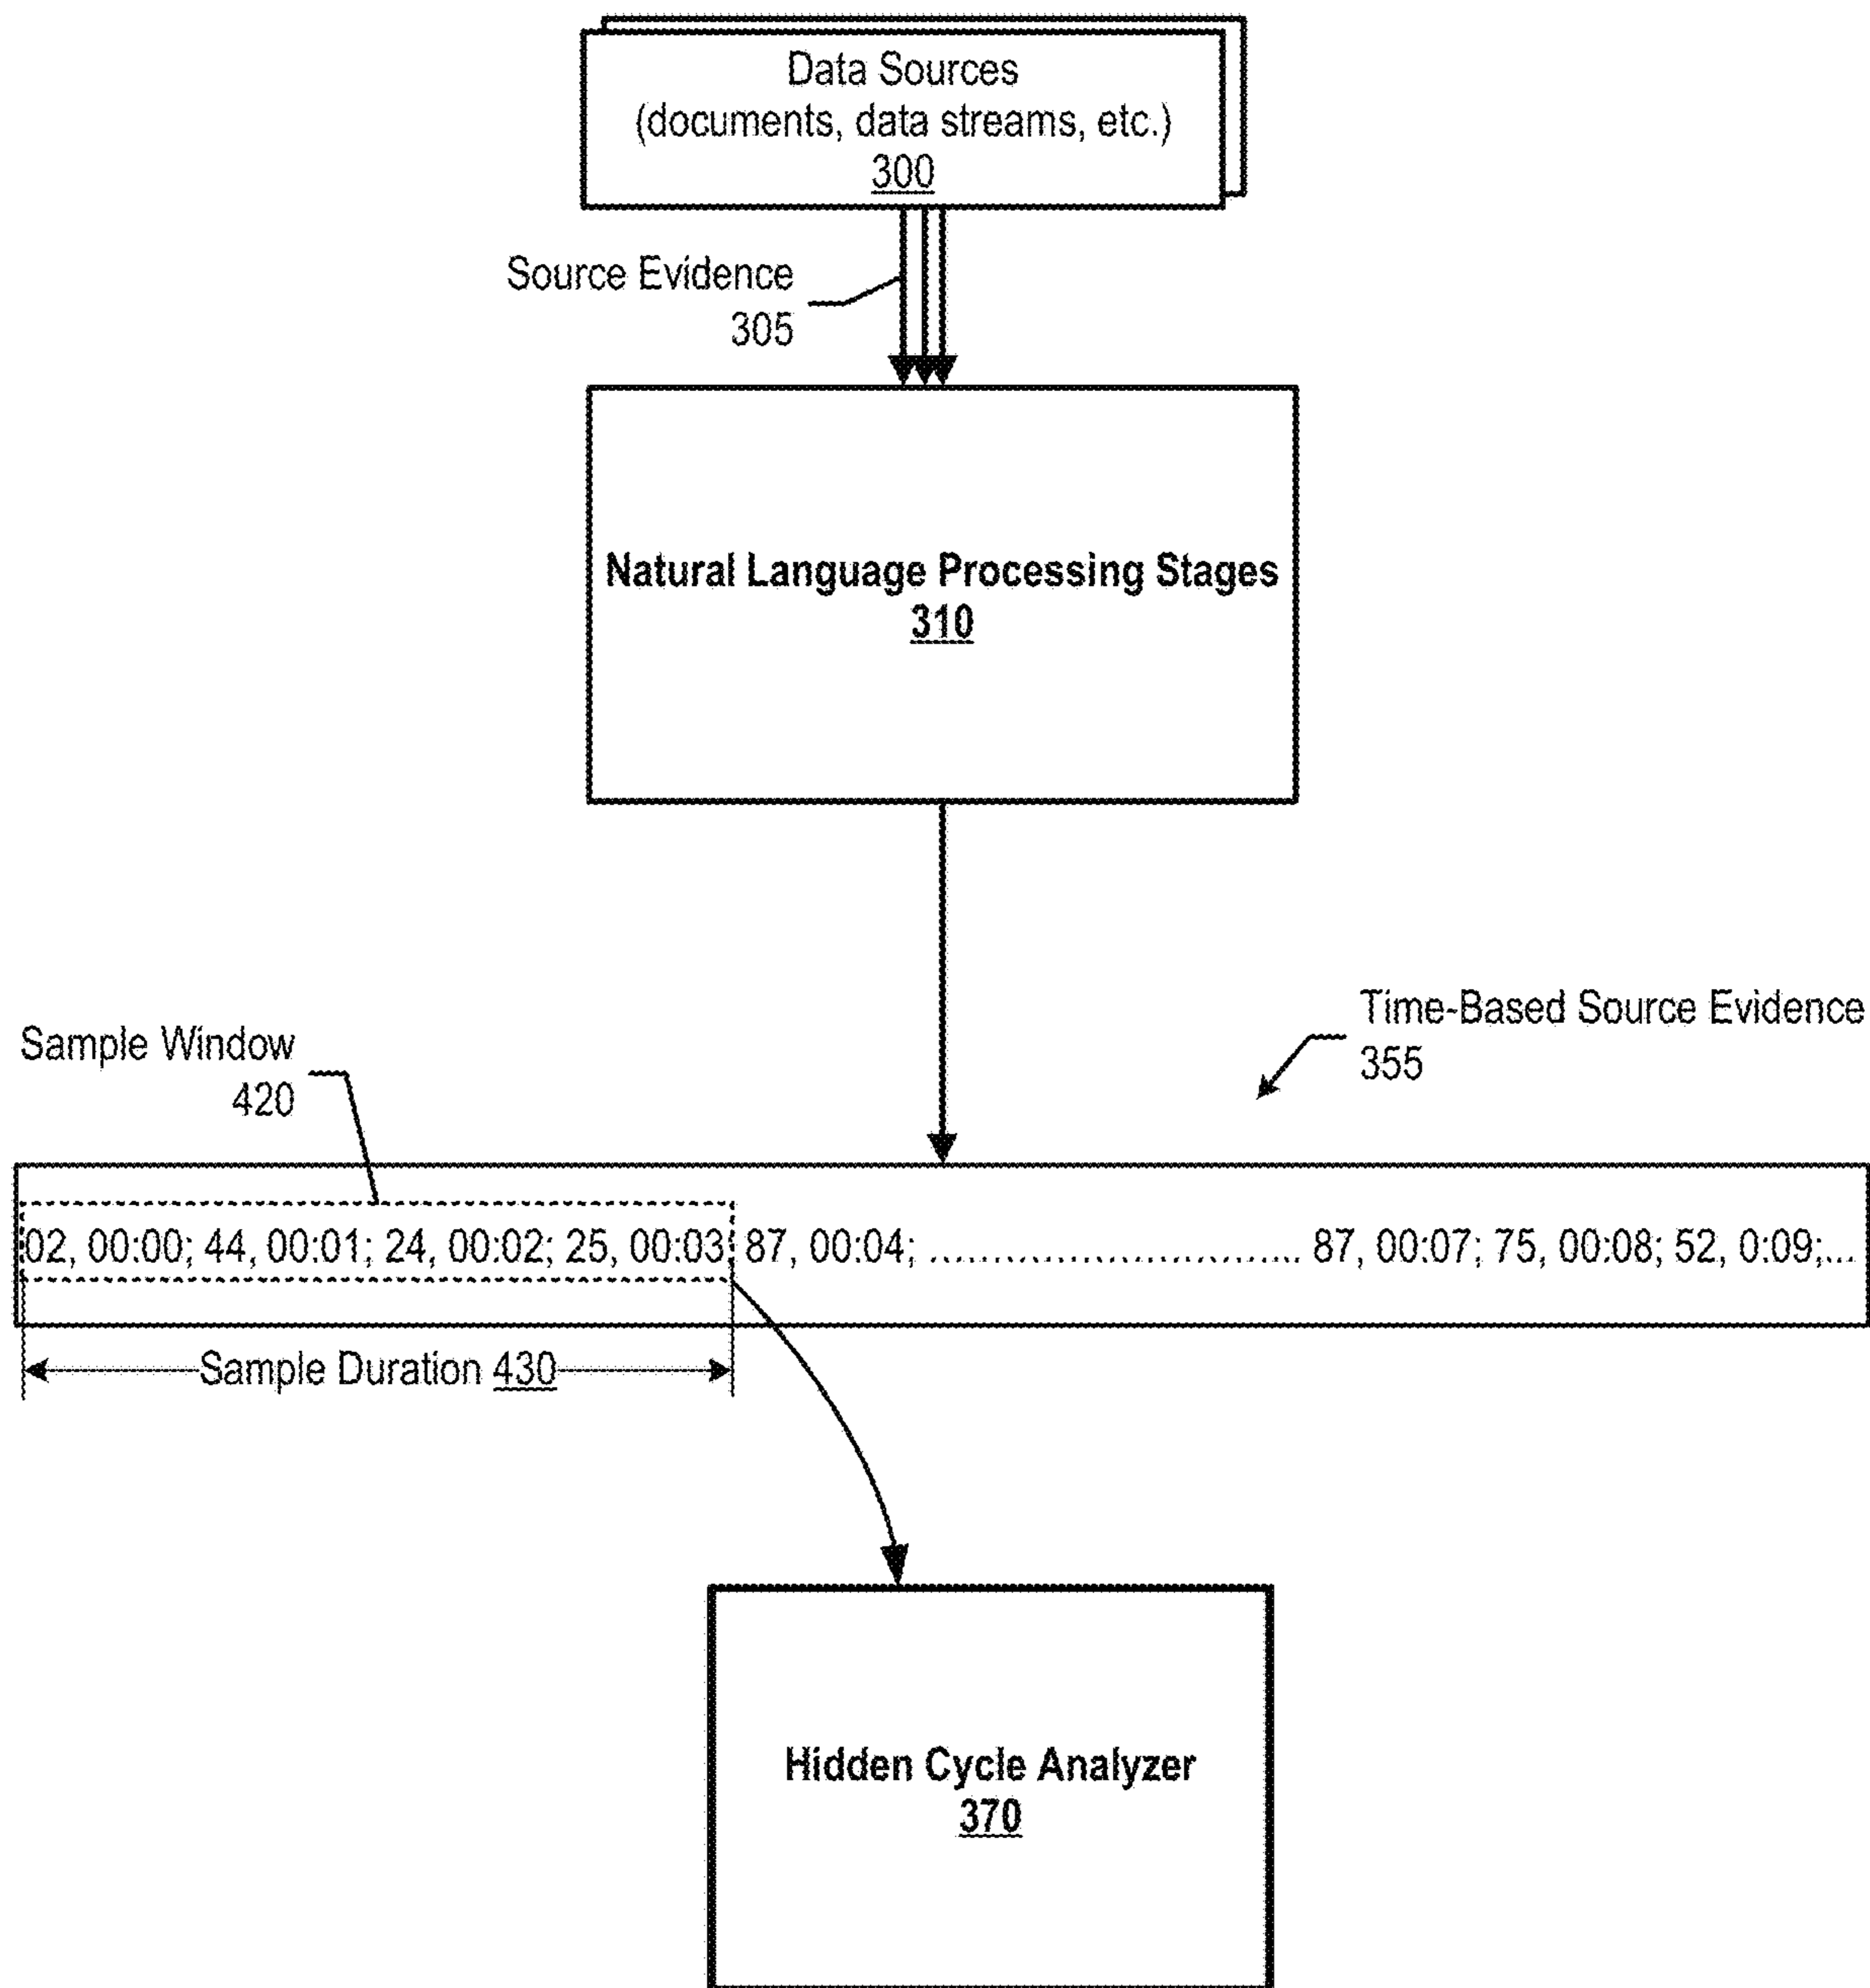 Data Sources
(documents, data streams, etc.)
300
Source Evidence
305
Natural Language Processing Stages
310
Time-Based Source Evidence
355
Sample Window
420
02, 00:00; 44, 00:01; 24, 00:02; 25, 00:03; 87, 00:04; ............................ 87, 00:07; 75, 00:08; 52, 0:09;...
Sample Duration 430
Hidden Cycle Analyzer
370